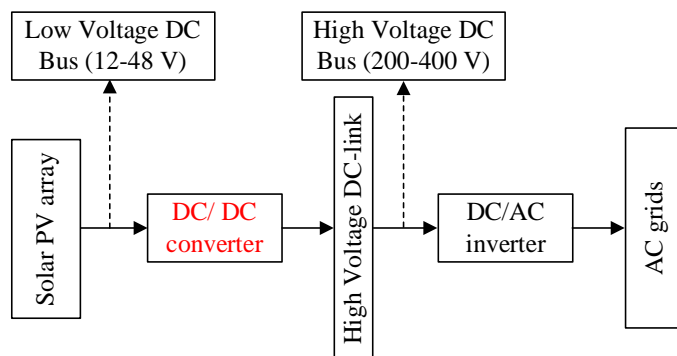 Low Voltage DC
Bus (12-48 V)
High Voltage DC
Bus (200-400 V)
Solar PV array
DC/ DC
converter
High Voltage DC-link
DC/AC
inverter
AC grids